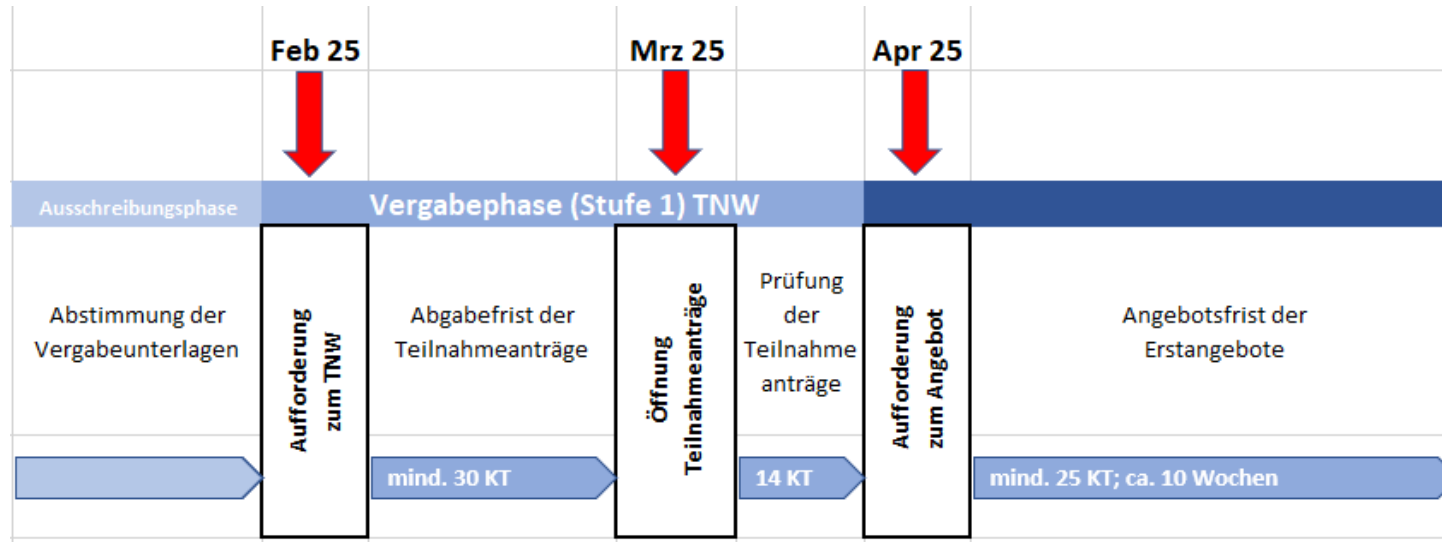 Feb 25
Mrz 25
Apr 25
Ausschreibungsphase
Vergabephase (Stufe 1) TNW
Abstimmung der
Vergabeunterlagen
Aufforderung
zum TNW
Abgabefrist der
Teilnahmeanträge
Öffnung
Teilnahmeanträge
Prüfung
der
Teilnahme
anträge
Aufforderung
zum Angebot
Angebotsfrist der
Erstangebote
mind. 30 KT
14 KT
mind. 25 KT; ca. 10 Wochen